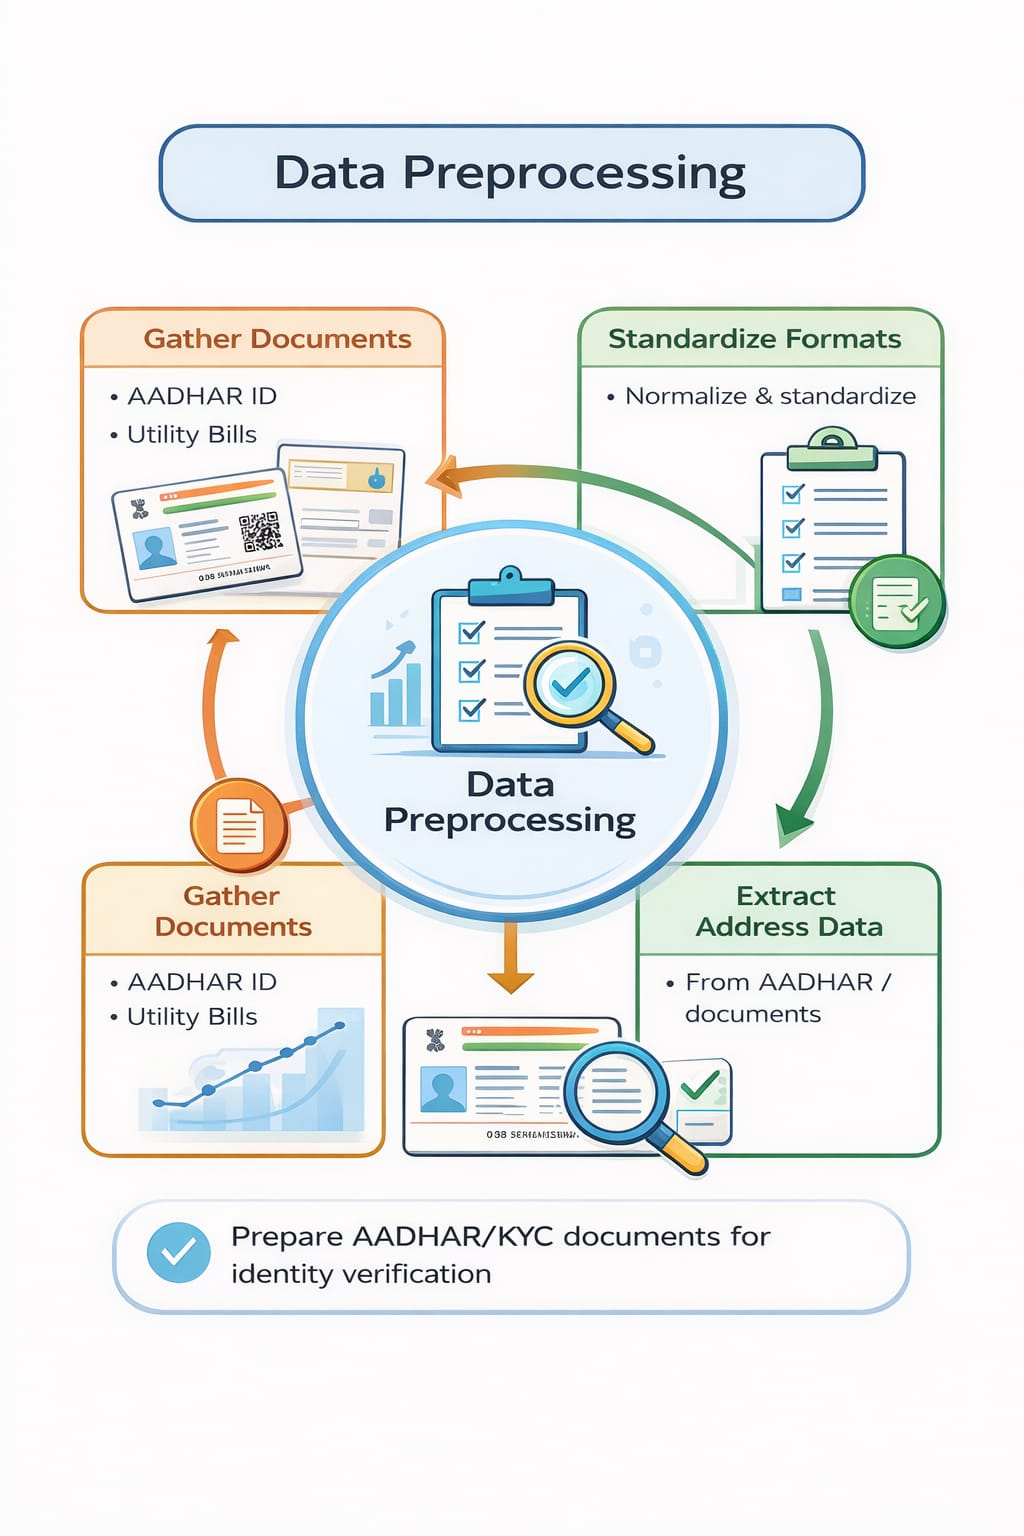 Data Preprocessing
Gather Documents
• AADHAR ID
• Utility Bills
Standardize Formats
• Normalize & standardize
Data
Preprocessing
Gather
Documents
• AADHAR ID
• Utility Bills
Extract
Address Data
• From AADHAR /
documents
Prepare AADHAR/KYC documents for
identity verification